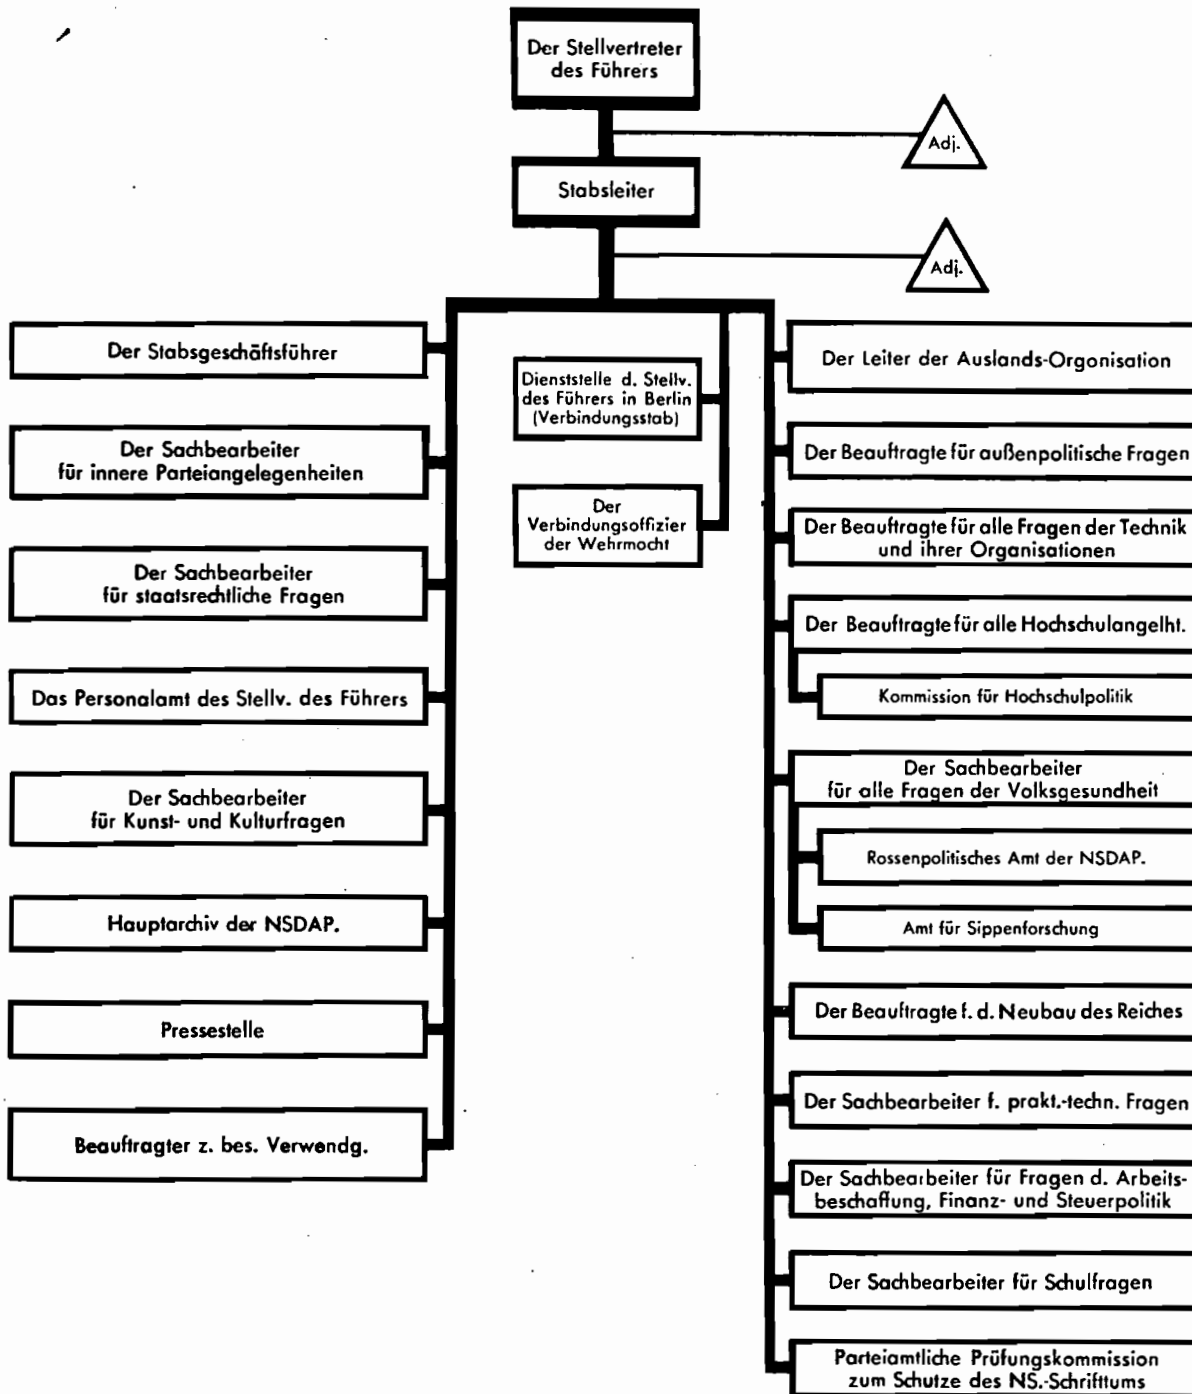 Der Stellvertreter
des Führers
Adj.
Stabsleiter
Adj.
Der Stabsgeschäftsführer
Der Sachbearbeiter
für innere Parteiangelegenheiten
Der Sachbearbeiter
für staatsrechtliche Fragen
Das Personalamt des Stellv. des Führers
Der Sachbearbeiter
für Kunst- und Kulturfragen
Hauptarchiv der NSDAP.
Pressestelle
Beauftragter z. bes. Verwendg.
Dienststelle d. Stellv.
des Führers in Berlin
(Verbindungsstab)
Der
Verbindungsoffizier
der Wehrmocht
Der Leiter der Auslands-Orgonisation
Der Beauftragte für außenpolitische Fragen
Der Beauftragte für alle Fragen der Technik
und ihrer Organisationen
Der Beauftragte für alle Hochschulangelht.
Kommission für Hochschulpolitik
Der Sachbearbeiter
für alle Fragen der Volksgesundheit
Rossenpolitisches Amt der NSDAP.
Amt für Sippenforschung
Der Beauftragte f. d. Neubau des Reiches
Der Sachbearbeiter f. prakt.-techn. Fragen
Der Sachbearbeiter für Fragen d. Arbeits-
beschaffung, Finanz- und Steuerpolitik
Der Sachbearbeiter für Schulfragen
Parteiamtliche Prüfungskommission
zum Schutze des NS.-Schrifttums